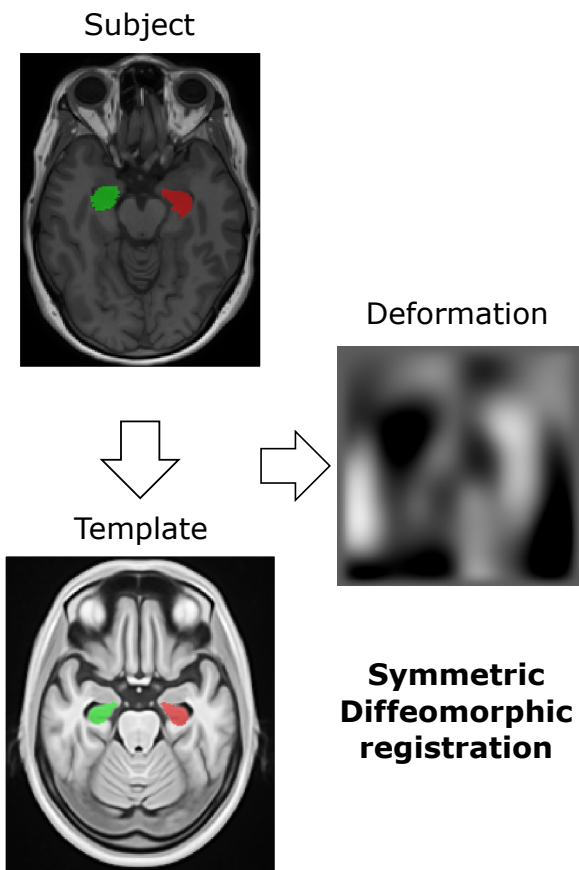 Subject
Deformation
Template
Symmetric
Diffeomorphic
registration